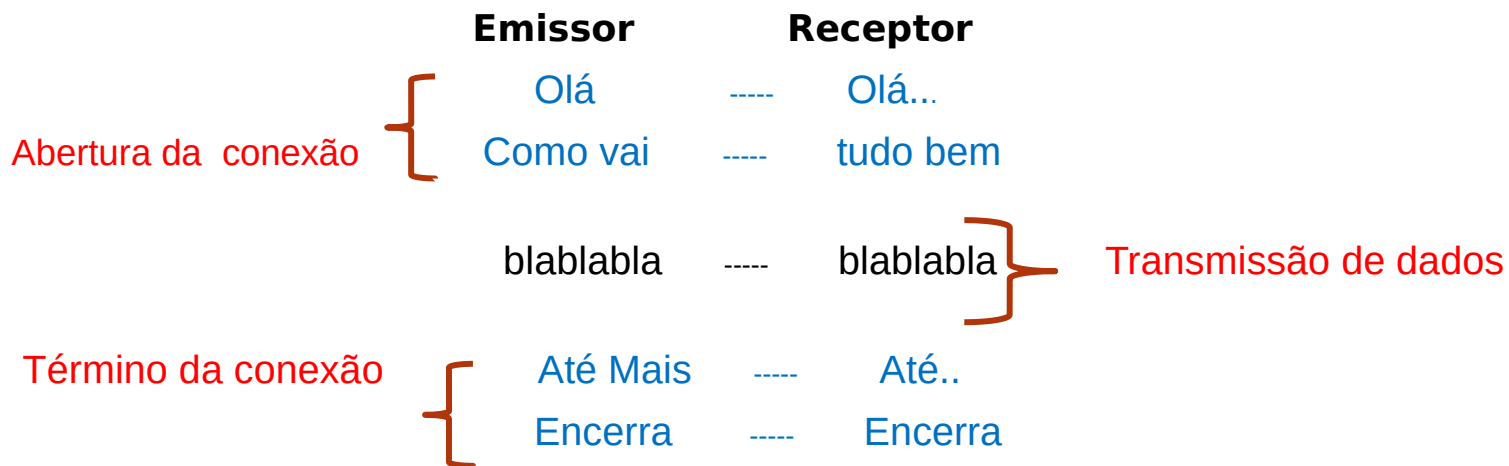 Emissor Receptor
Olá ----- Olá...
Abertura da conexão Como vai ----- tudo bem
blablabla ----- blablabla Transmissão de dados
Término da conexão Até Mais ----- Até..
Encerra ----- Encerra